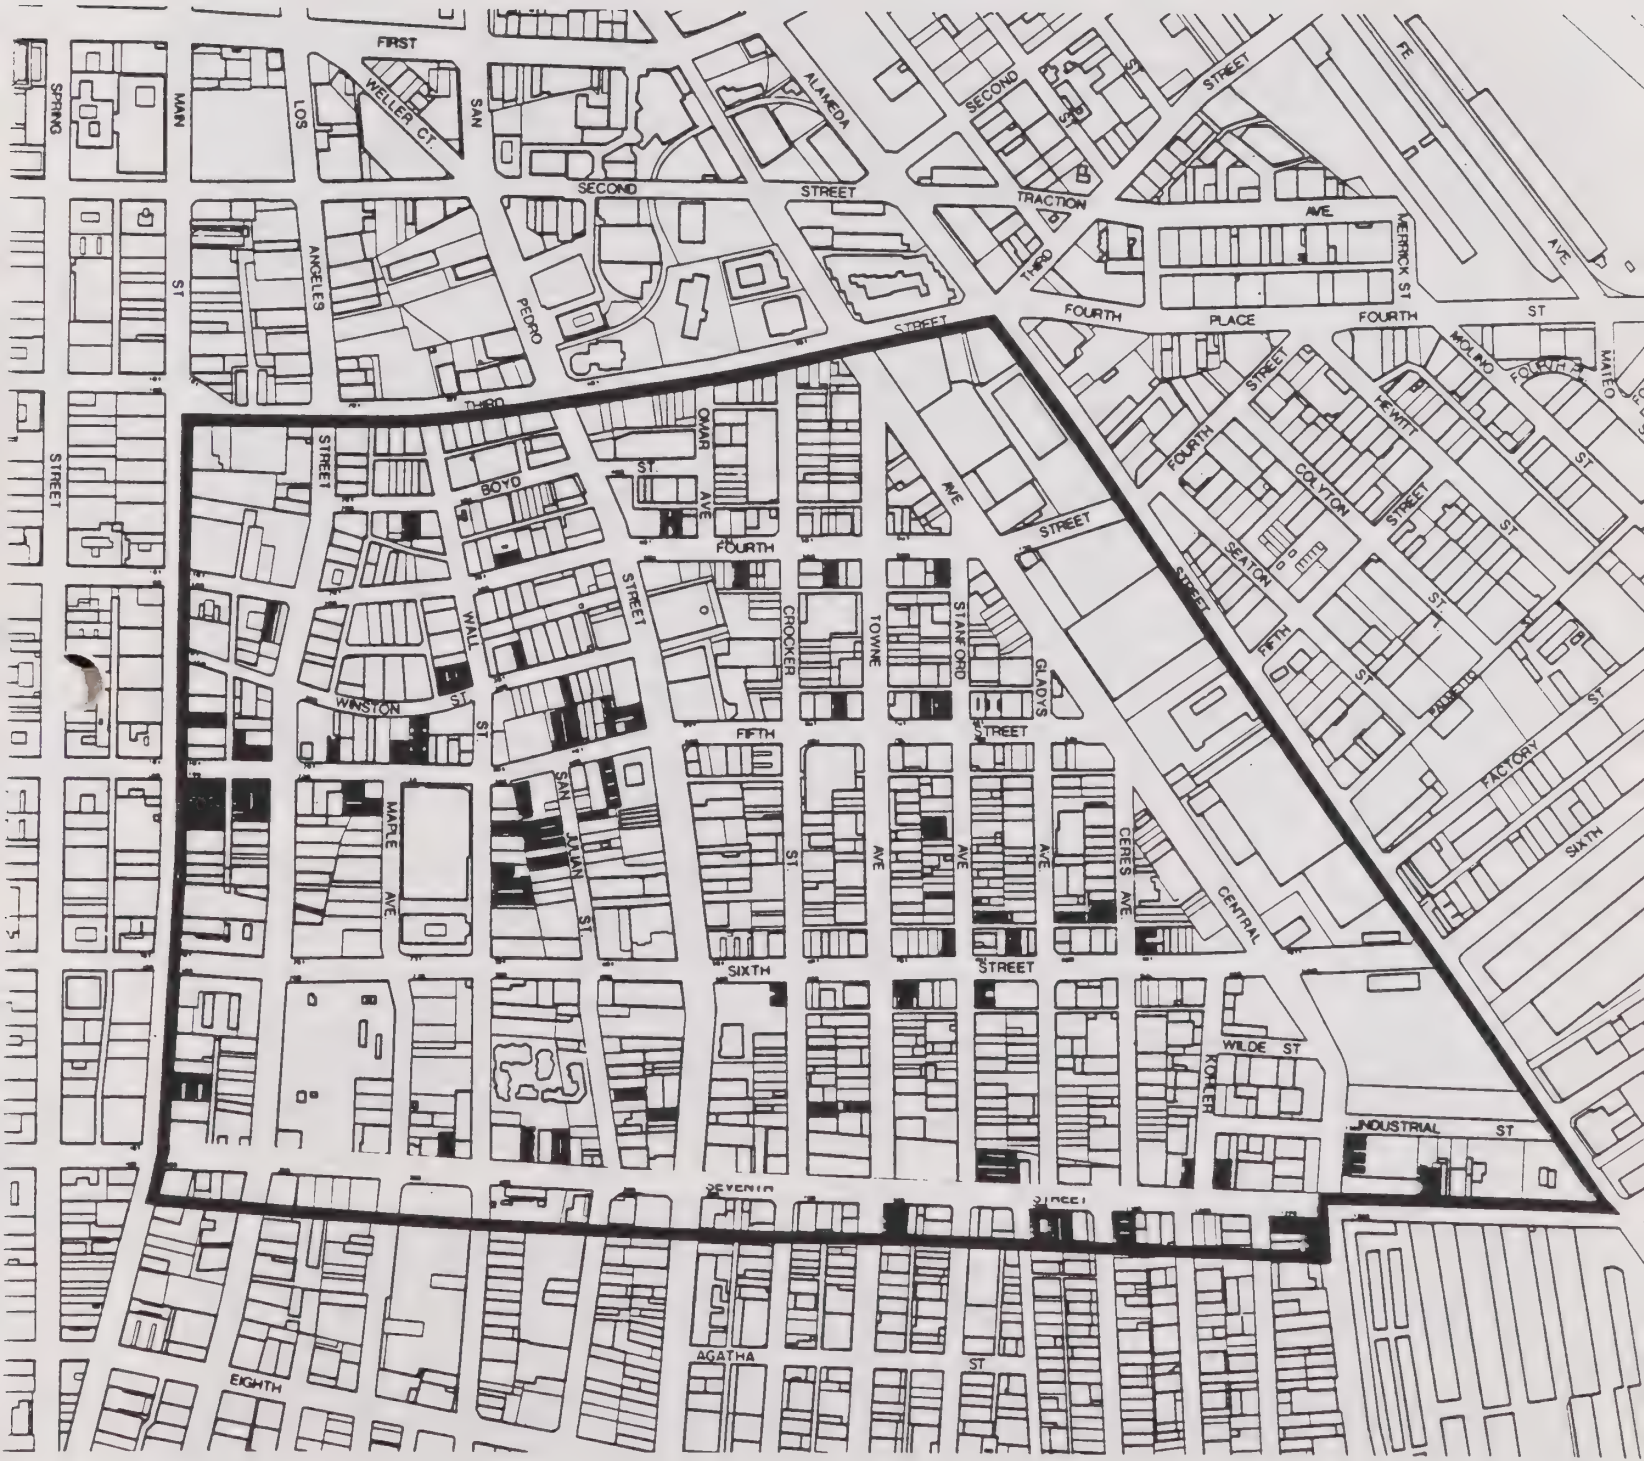 FIRST
SPRING
MAIN
LOS
WELLER CT.
SAN
ALAMEDA
SECOND
ST
ST
STREET
FE
SECOND
STREET
TRACTION
AVE.
MERRICK ST
AVE
ST
ANGELES
PEDRO
THIRD
STREET
FOURTH
PLACE
FOURTH
ST
MOLINO
FOURTH
MATEO
THIRD
STREET
HEWITT
OMAR
STREET
STREET
ST.
BOYD
AVE
AVE
FOURTH
COLYTON
STREET
ST
ST
FOURTH
STREET
SEATON
STREET
STREET
WALL
CROCKER
TOWNE
STANFORD
ST.
FIFTH
ST
GLADYS
PALMETTO
ST
WINSTON
ST
ST.
FIFTH
STREET
FACTORY
SAN
JULIAN
ST.
MAPLE
AVE.
ST.
AVE
AVE
AVE
CERES AVE.
SIXTH
CENTRAL
SIXTH
STREET
WILDE ST
KOHLER
INDUSTRIAL
ST
SEVENTH
STREET
AGATHA
ST
EIGHTH